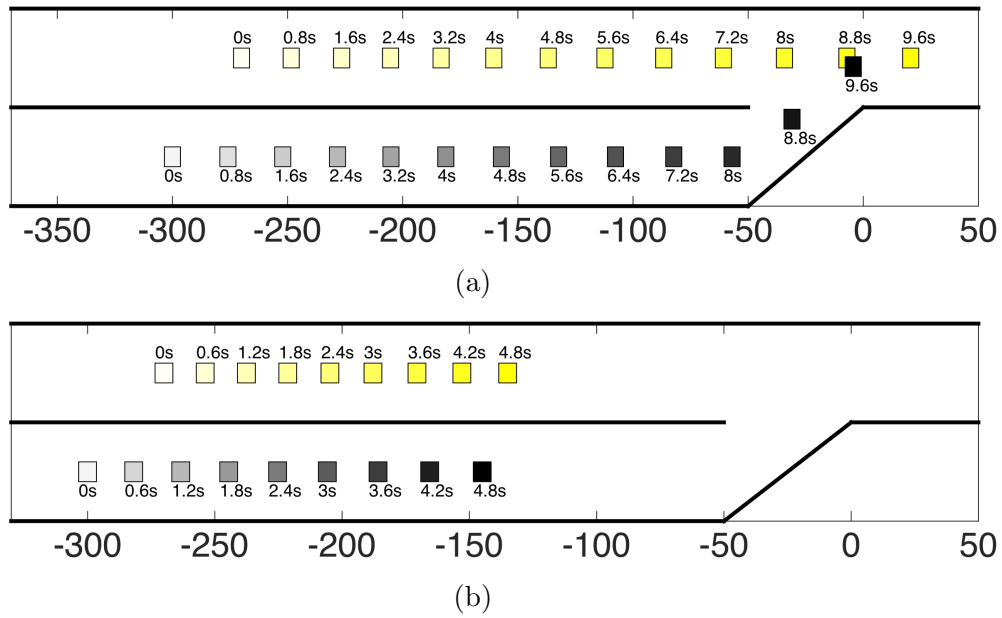 0s 0.8s 1.6s 2.4s 3.2s 4s 4.8s 5.6s 6.4s 7.2s 8s 8.8s 9.6s
9.6s
8.8s
0s 0.8s 1.6s 2.4s 3.2s 4s 4.8s 5.6s 6.4s 7.2s 8s
-350 -300 -250 -200 -150 -100 -50 0 50
(a)
0s 0.6s 1.2s 1.8s 2.4s 3s 3.6s 4.2s 4.8s
0s 0.6s 1.2s 1.8s 2.4s 3s 3.6s 4.2s 4.8s
-300 -250 -200 -150 -100 -50 0 50
(b)